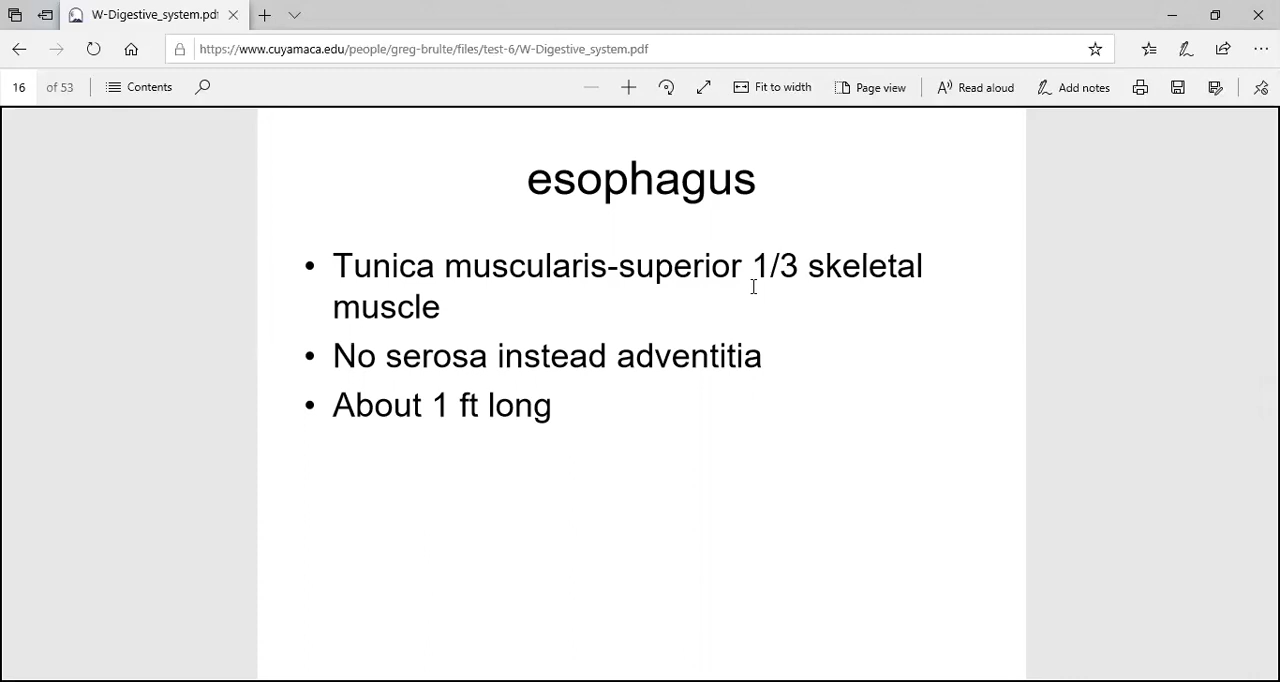 W-Digestive_system.pdf
https://www.cuyamaca.edu/people/greg-brulte/files/test-6/W-Digestive_system.pdf
16 of 53 Contents Fit to width Page view Read aloud Add notes
esophagus
• Tunica muscularis-superior 1/3 skeletal
muscle
• No serosa instead adventitia
• About 1 ft long